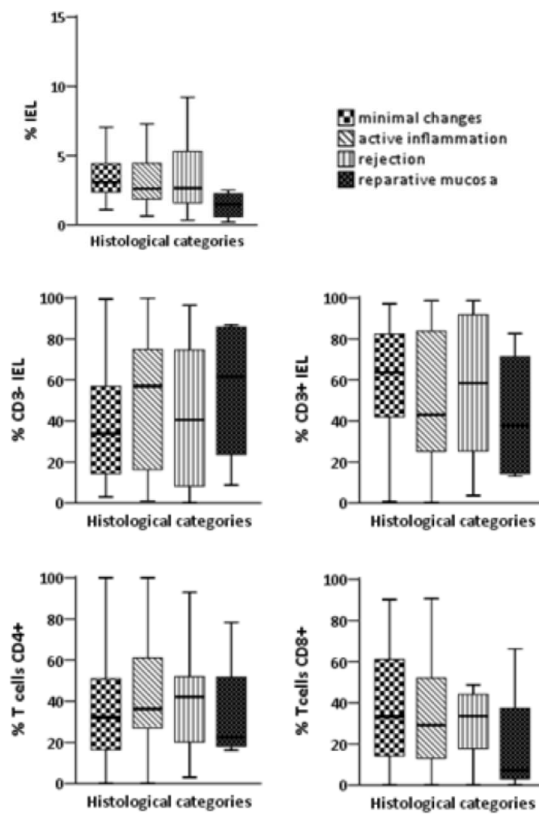 15
10
5
0
% IEL
Histological categories
minimal changes
active inflammation
rejection
reparative mucosa
100
80
60
40
20
0
% CD3- IEL
Histological categories
100
80
60
40
20
0
% CD3+ IEL
Histological categories
100
80
60
40
20
0
% T cells CD4+
Histological categories
100
80
60
40
20
0
% Tcells CD8+
Histological categories